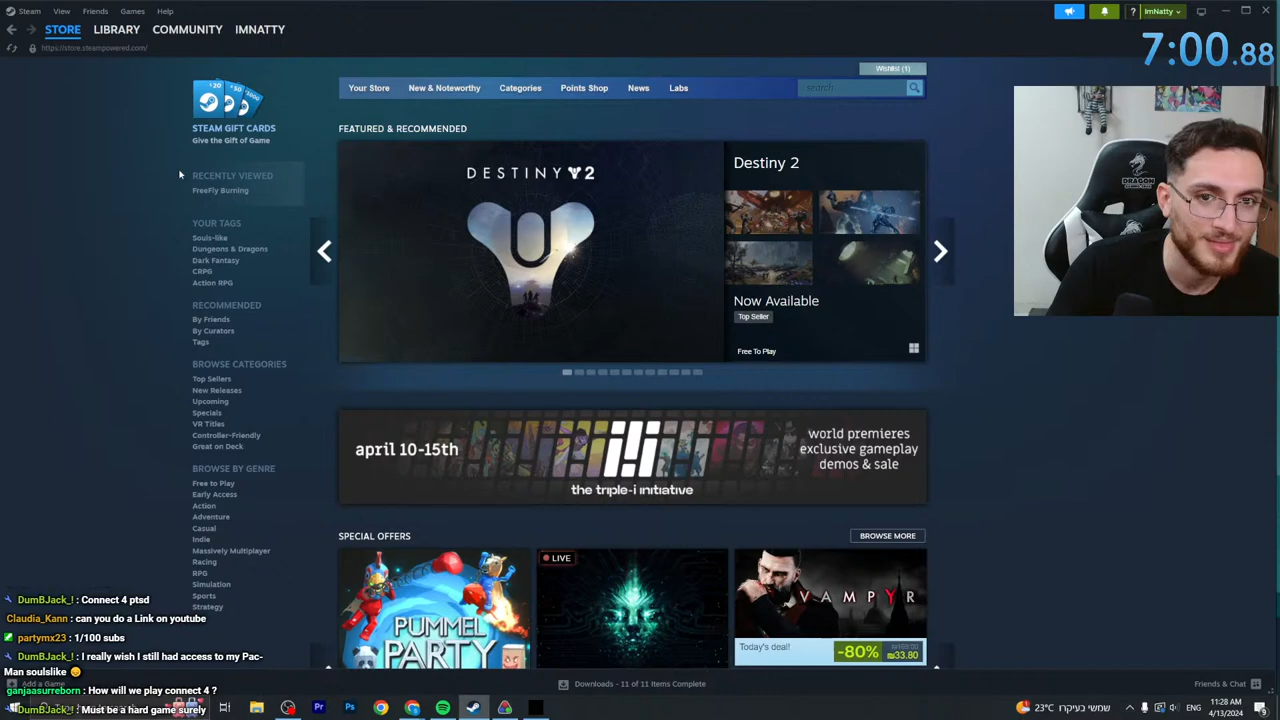 Steam View Friends Games Help
ImNatty
STORE LIBRARY COMMUNITY IMNATTY
https://store.steampowered.com/
7:00.88
Wishlist (1)
$20 $50
STEAM GIFT CARDS
Give the Gift of Game
Your Store New & Noteworthy Categories Points Shop News Labs search
FEATURED & RECOMMENDED
DESTINY 2
Destiny 2
Now Available
Top Seller
Free To Play
RECENTLY VIEWED
FreeFly Burning
YOUR TAGS
Souls-like
Dungeons & Dragons
Dark Fantasy
CRPG
Action RPG
RECOMMENDED
By Friends
By Curators
Tags
BROWSE CATEGORIES
Top Sellers
New Releases
Upcoming
Specials
VR Titles
Controller-Friendly
Great on Deck
BROWSE BY GENRE
Free to Play
Early Access
Action
Adventure
Casual
Indie
Massively Multiplayer
Racing
RPG
Simulation
Sports
Strategy
april 10-15th
the triple-i initiative
world premieres
exclusive gameplay
demos & sale
SPECIAL OFFERS
BROWSE MORE
PUMMEL
PARTY
LIVE
VAMPYR
Today's deal!
-80%
₪33.80
DRAGON
DumBJack_! : Connect 4 ptsd
Claudia_Kann : can you do a Link on youtube
partymx23 : 1/100 subs
DumBJack_! : I really wish I still had access to my Pac-
Man soulslike
ganjaasurreborn : How will we play connect 4 ?
DumBJack_! : Must be a hard game surely
Add a Game
Downloads - 11 of 11 Items Complete
Friends & Chat
23°C שמשי בעיקרו
ENG
11:28 AM
4/13/2024